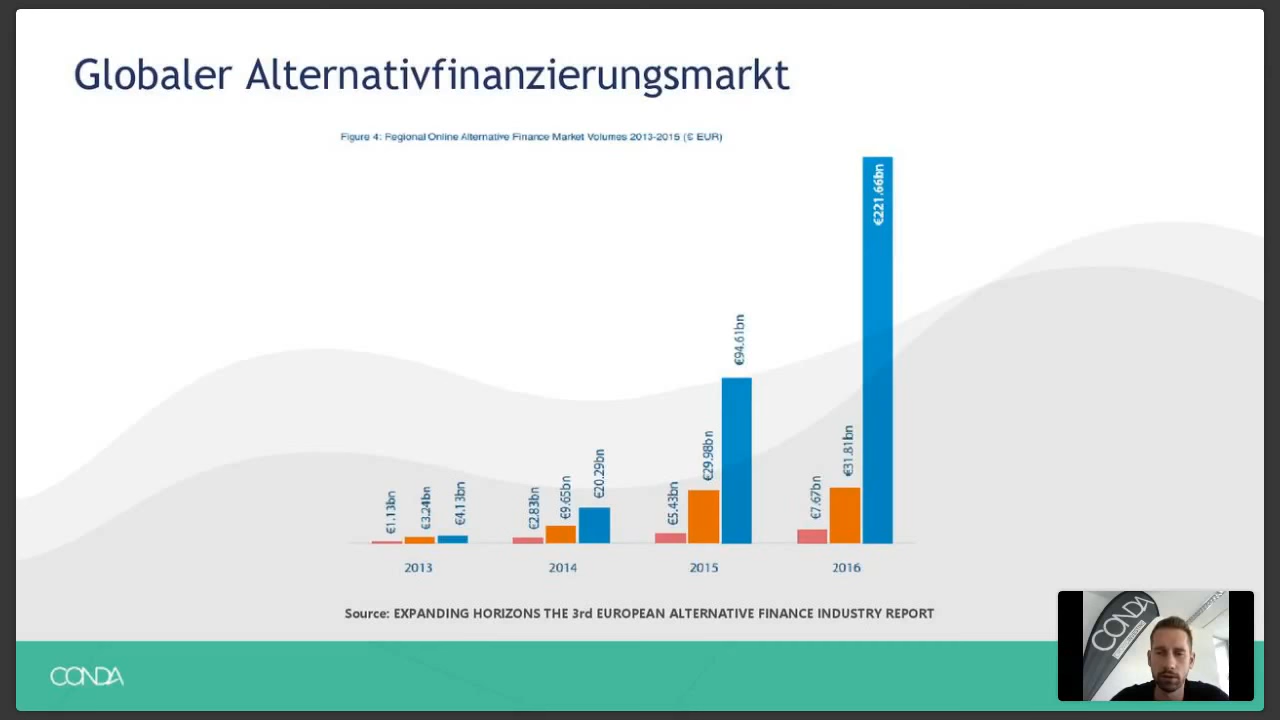 Globaler Alternativfinanzierungsmarkt
Figure 4: Regional Online Alternative Finance Market Volumes 2013-2015 (€ EUR)
€1.13bn
€3.24bn
€4.13bn
€2.83bn
€9.65bn
€20.29bn
€5.43bn
€29.98bn
€94.61bn
€7.67bn
€31.81bn
€221.66bn
2013
2014
2015
2016
Source: EXPANDING HORIZONS THE 3rd EUROPEAN ALTERNATIVE FINANCE INDUSTRY REPORT
CONDA
CONDA